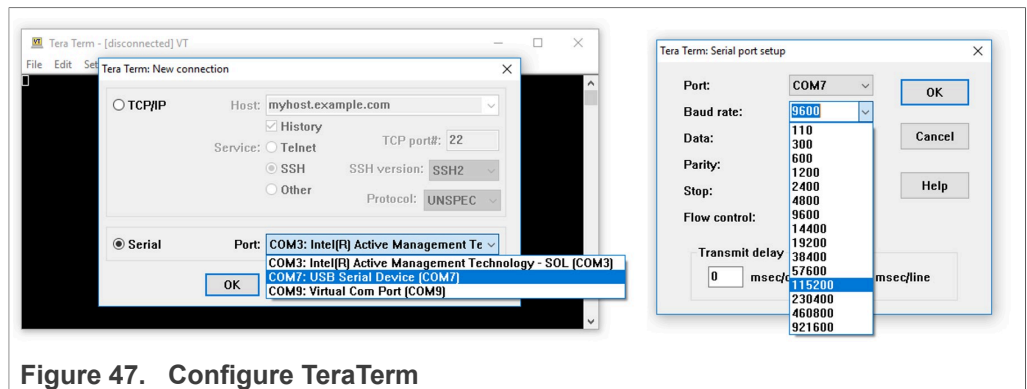 Tera Term - [disconnected] VT
File Edit Set
Tera Term: New connection
TCP/IP Host: myhost.example.com
History
Service: Telnet TCP port#: 22
SSH SSH version: SSH2
Other Protocol: UNSPEC
Serial Port: COM3: Intel(R) Active Management Te
COM3: Intel(R) Active Management Technology - SOL (COM3)
COM7: USB Serial Device (COM7)
COM9: Virtual Com Port (COM9)
OK
Tera Term: Serial port setup
Port: COM7 OK
Baud rate: 9600
110
Data: 300 Cancel
600
Parity: 1200
2400
Stop: 4800 Help
9600
Flow control: 14400
19200
Transmit delay 38400
57600
0 msec/c 115200 msec/line
230400
460800
921600
Figure 47. Configure TeraTerm